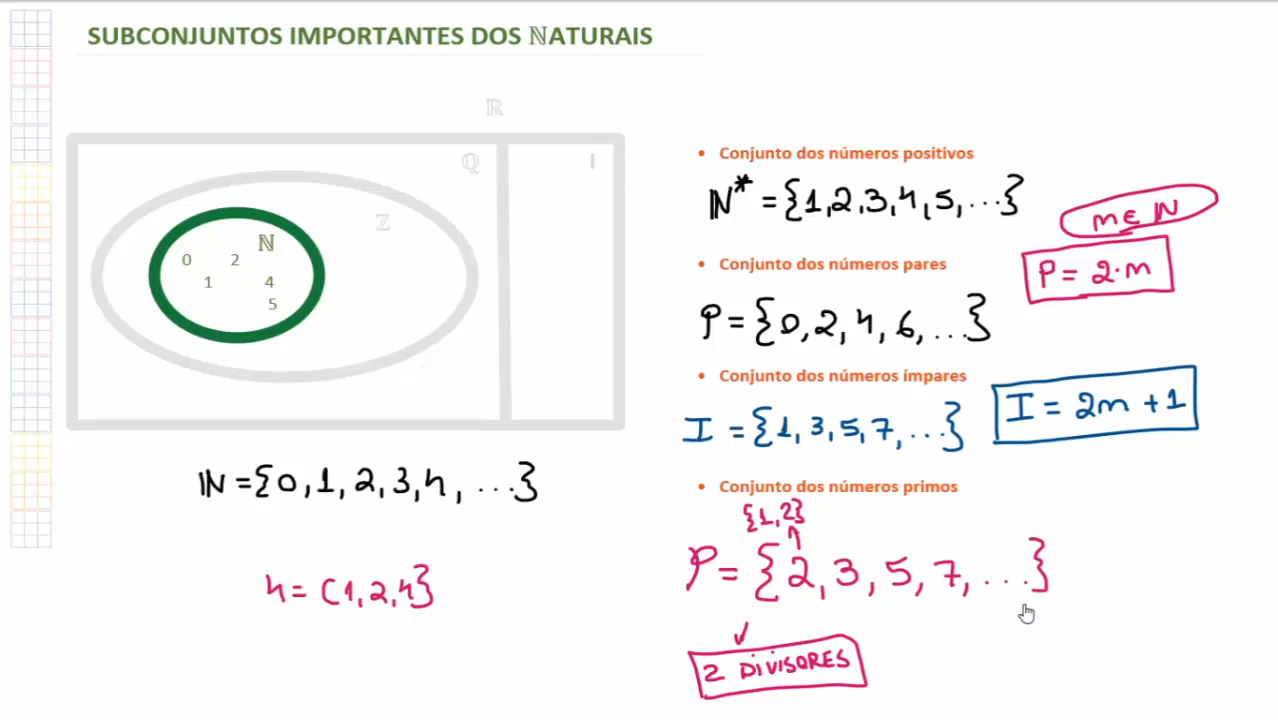 SUBCONJUNTOS IMPORTANTES DOS ℕATURAIS
ℝ
ℚ
I
ℤ
ℕ
0 2
1 4
5
ℕ = {0, 1, 2, 3, 4, ...}
4 = (1, 2, 4}
• Conjunto dos números positivos
ℕ* = {1, 2, 3, 4, 5, ...}
m ∈ ℕ
• Conjunto dos números pares
P = 2·m
P = {0, 2, 4, 6, ...}
• Conjunto dos números ímpares
I = {1, 3, 5, 7, ...}
I = 2m + 1
• Conjunto dos números primos
{1, 2}
P = {2, 3, 5, 7, ...}
2 DIVISORES